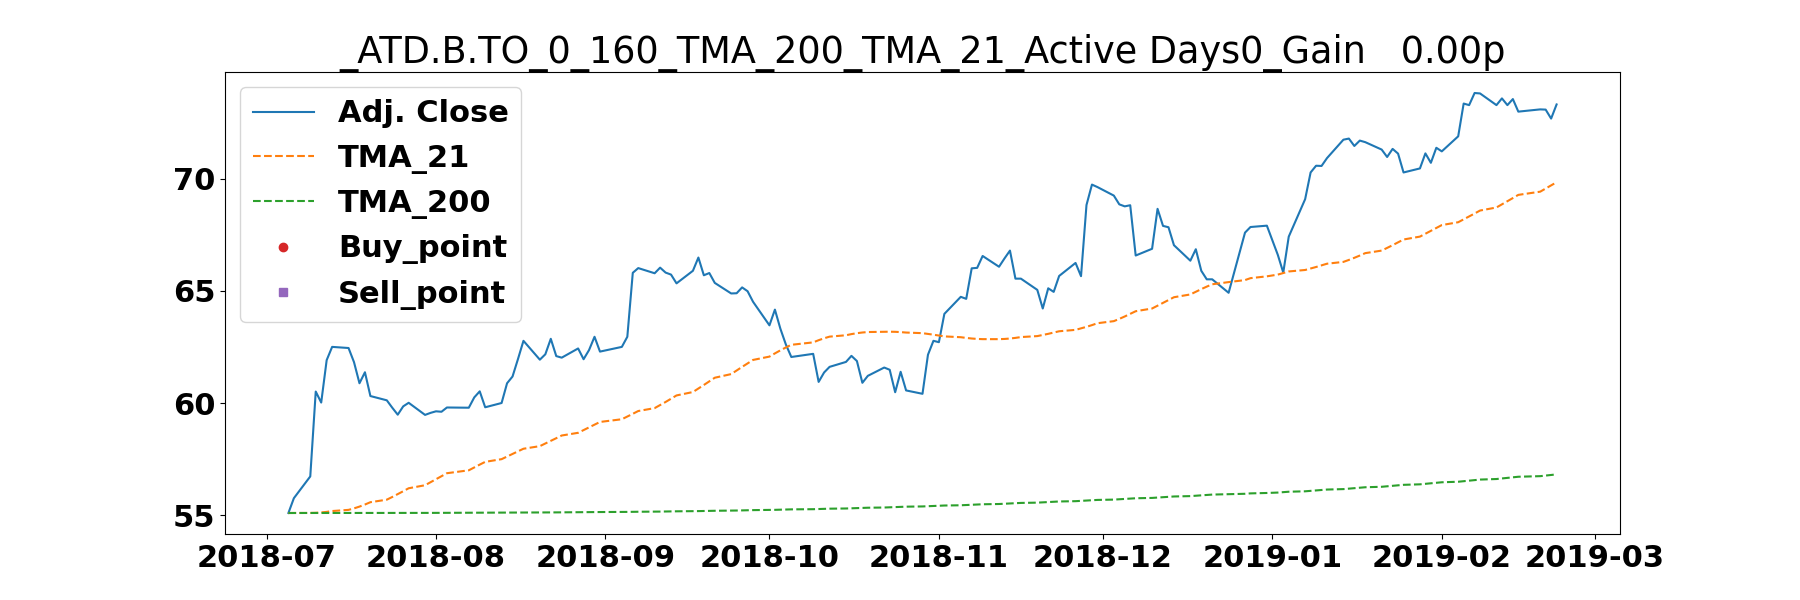 _ATD.B.TO_0_160_TMA_200_TMA_21_Active Days0_Gain   0.00p
Adj. Close
TMA_21
TMA_200
Buy_point
Sell_point
70
65
60
55
2018-07 2018-08 2018-09 2018-10 2018-11 2018-12 2019-01 2019-02 2019-03